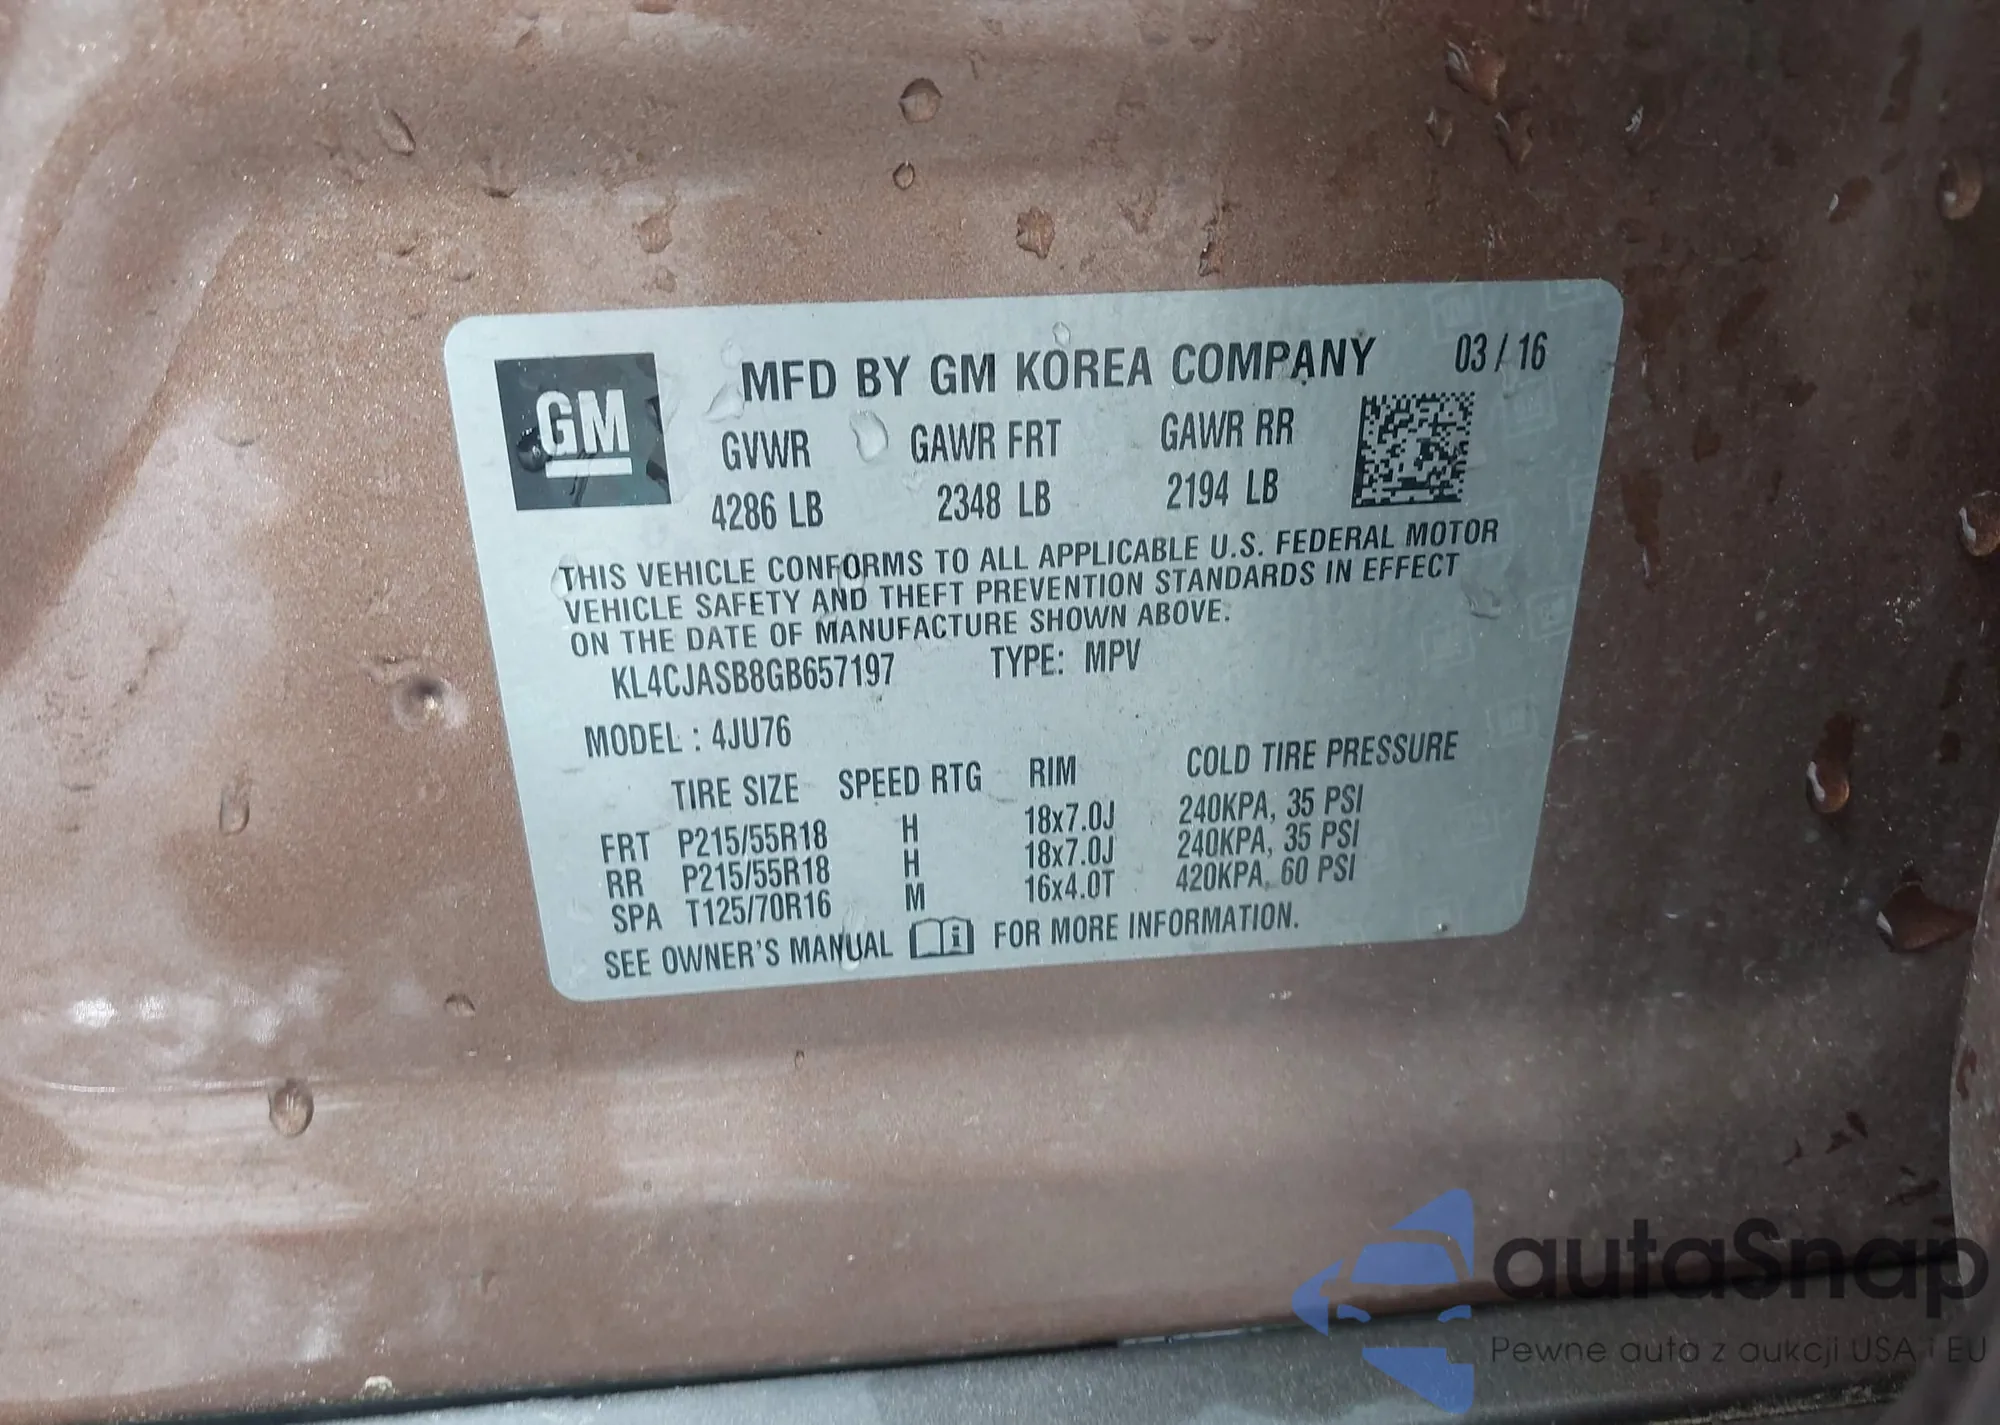 GM
MFD BY GM KOREA COMPANY 03 / 16
GVWR GAWR FRT GAWR RR
4286 LB 2348 LB 2194 LB
THIS VEHICLE CONFORMS TO ALL APPLICABLE U.S. FEDERAL MOTOR
VEHICLE SAFETY AND THEFT PREVENTION STANDARDS IN EFFECT
ON THE DATE OF MANUFACTURE SHOWN ABOVE.
KL4CJASB8GB657197 TYPE: MPV
MODEL : 4JU76
TIRE SIZE SPEED RTG RIM COLD TIRE PRESSURE
FRT P215/55R18 H 18x7.0J 240KPA, 35 PSI
RR P215/55R18 H 18x7.0J 240KPA, 35 PSI
SPA T125/70R16 M 16x4.0T 420KPA, 60 PSI
SEE OWNER'S MANUAL i FOR MORE INFORMATION.
autaSnap
Pewne auta z aukcji USA i EU